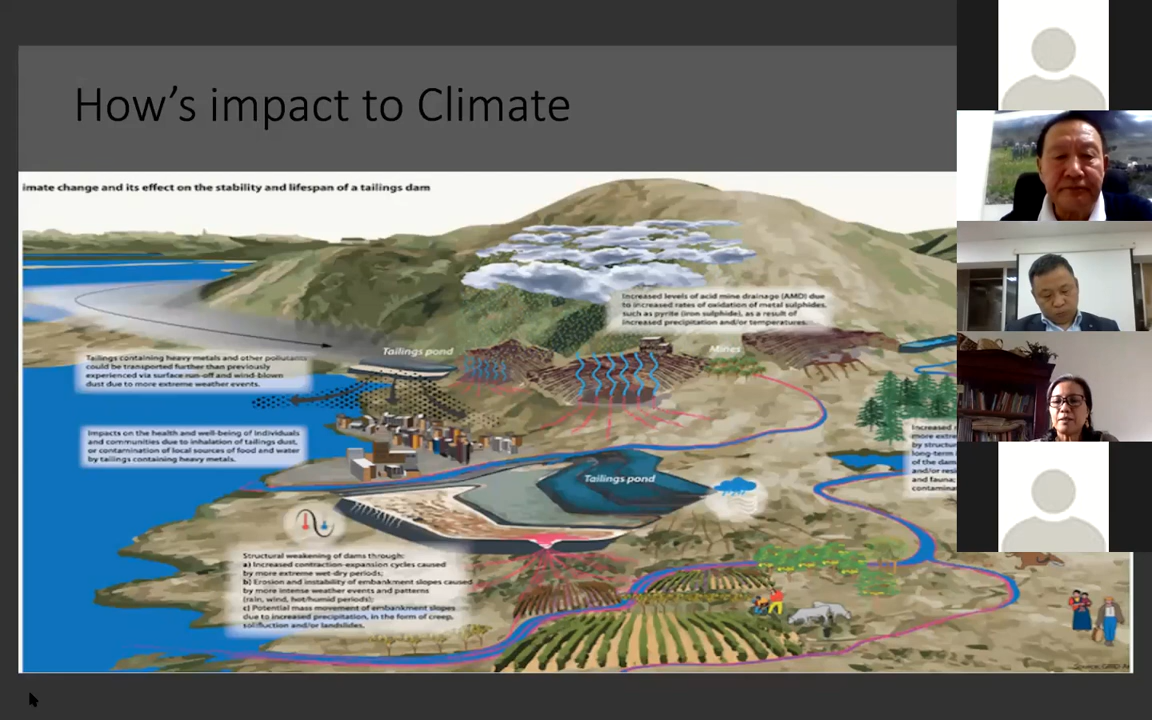 How's impact to Climate
imate change and its effect on the stability and lifespan of a tailings dam
Increased levels of acid mine drainage (AMD) due
to increased rates of oxidation of metal sulphides,
such as pyrite (iron sulphide), as a result of
increased precipitation and/or temperatures.
Tailings pond
Mines
Tailings containing heavy metals and other pollutants
could be transported further than previously
experienced via surface run-off and wind-blown
dust due to more extreme weather events.
Impacts on the health and well-being of individuals
and communities due to inhalation of tailings dust,
or contamination of local sources of food and water
by tailings containing heavy metals.
Increased
more extre
by structu
long-term
of the dam
and/or resi
and fauna;
contamina
Tailings pond
Structural weakening of dams through:
a) Increased contraction-expansion cycles caused
by more extreme wet-dry periods;
b) Erosion and instability of embankment slopes caused
by more intense weather events and patterns
(rain, wind, hot/humid periods);
c) Potential mass movement of embankment slopes
due to increased precipitation, in the form of creep,
solifluction and/or landslides.
Source: GRID-Ar